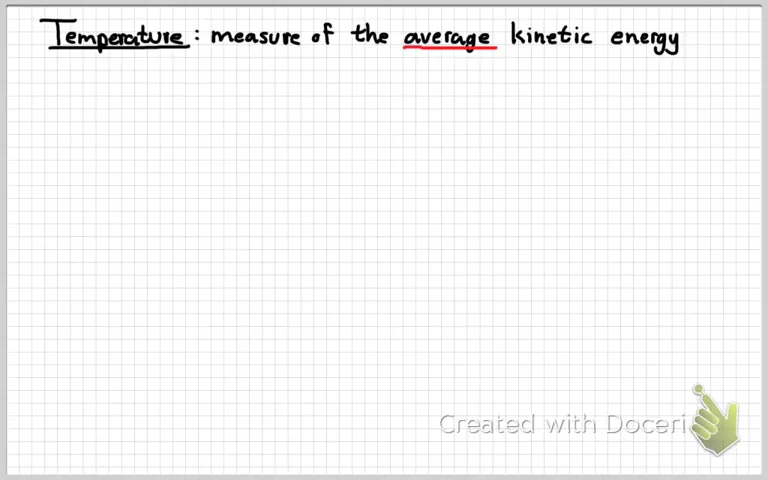 Temperature: measure of the average kinetic energy
Created with Doceri